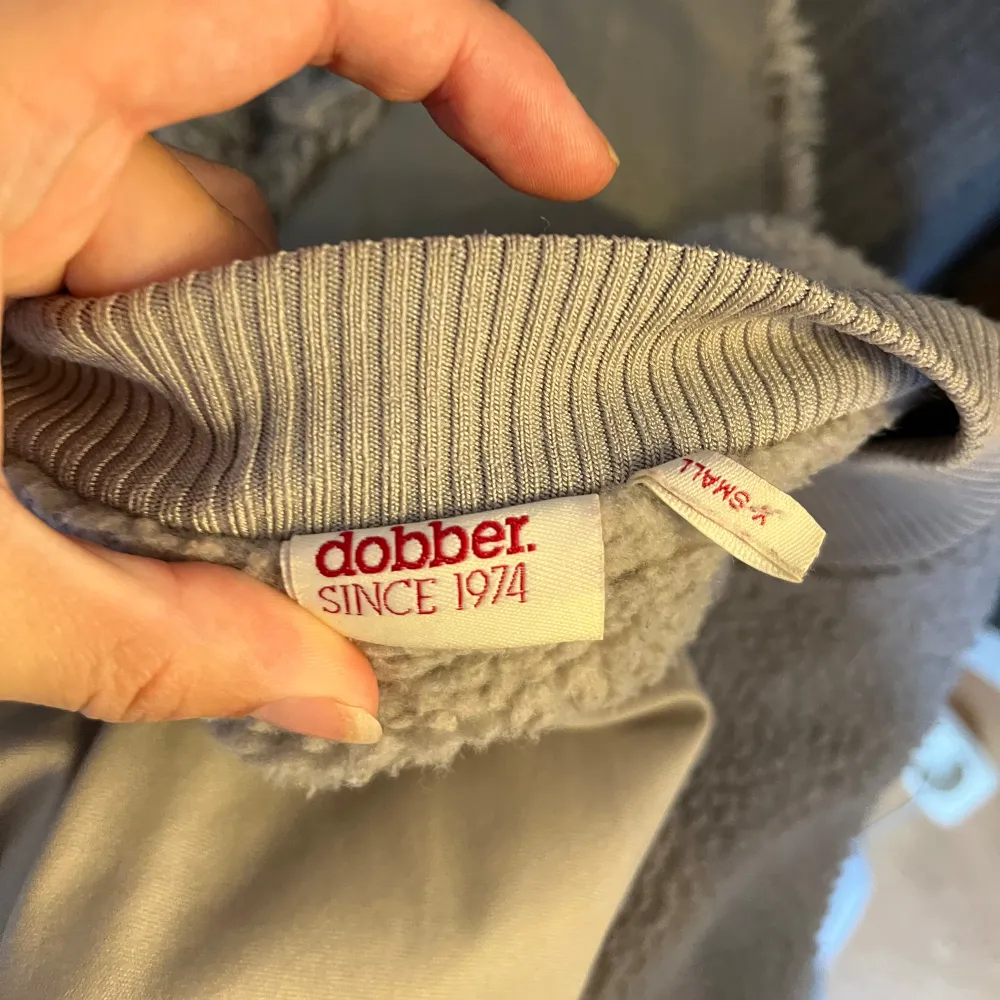 dobber.
SINCE 1974
X-SMALL